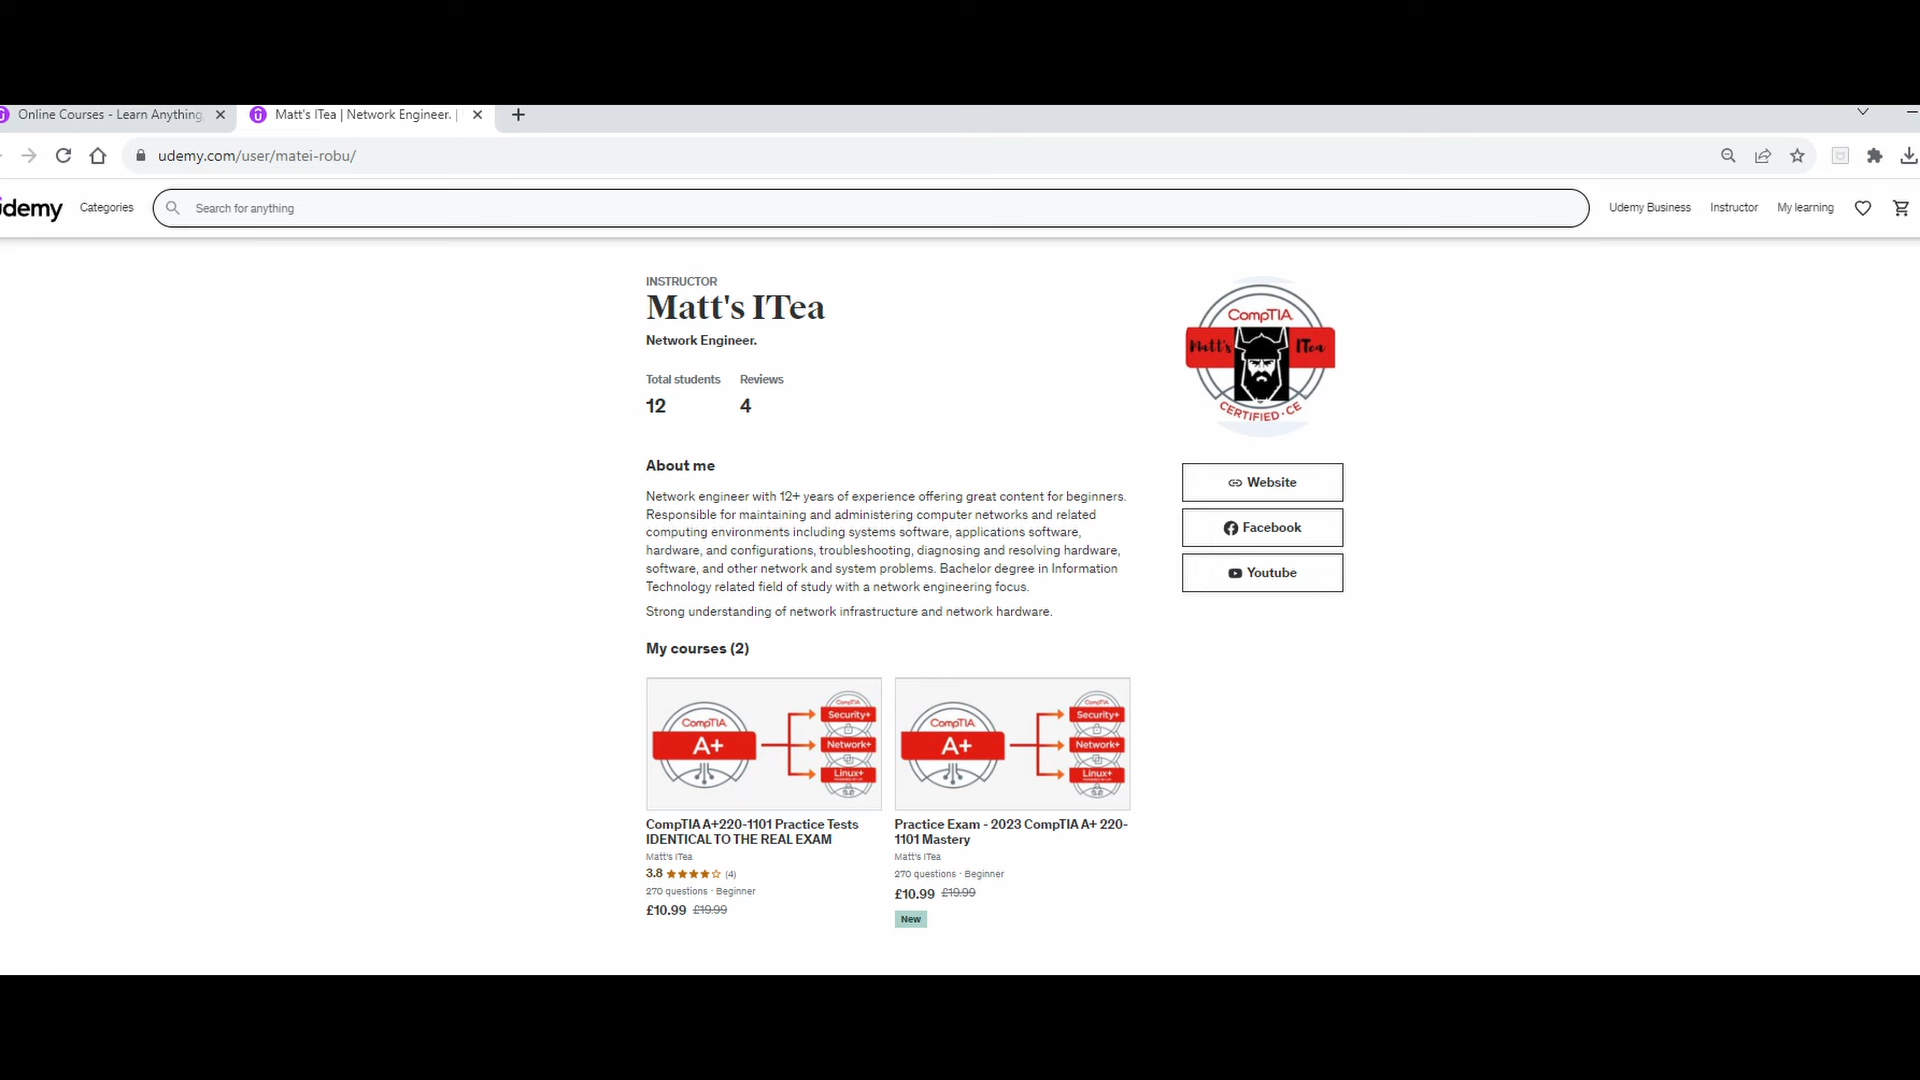 Online Courses - Learn Anything
Matt's ITea | Network Engineer. |
udemy.com/user/matei-robu/
udemy
Categories
Search for anything
Udemy Business
Instructor
My learning
INSTRUCTOR
Matt's ITea
Network Engineer.
Total students
Reviews
12
4
CompTIA
Matt's ITea
CERTIFIED·CE
About me
Network engineer with 12+ years of experience offering great content for beginners.
Responsible for maintaining and administering computer networks and related
computing environments including systems software, applications software,
hardware, and configurations, troubleshooting, diagnosing and resolving hardware,
software, and other network and system problems. Bachelor degree in Information
Technology related field of study with a network engineering focus.
Strong understanding of network infrastructure and network hardware.
Website
Facebook
Youtube
My courses (2)
CompTIA
A+
CompTIA
Security+
Network+
Linux+
CompTIA
A+
CompTIA
Security+
Network+
Linux+
CompTIA A+220-1101 Practice Tests
IDENTICAL TO THE REAL EXAM
Matt's ITea
3.8 (4)
270 questions · Beginner
£10.99 £19.99
Practice Exam - 2023 CompTIA A+ 220-
1101 Mastery
Matt's ITea
270 questions · Beginner
£10.99 £19.99
New